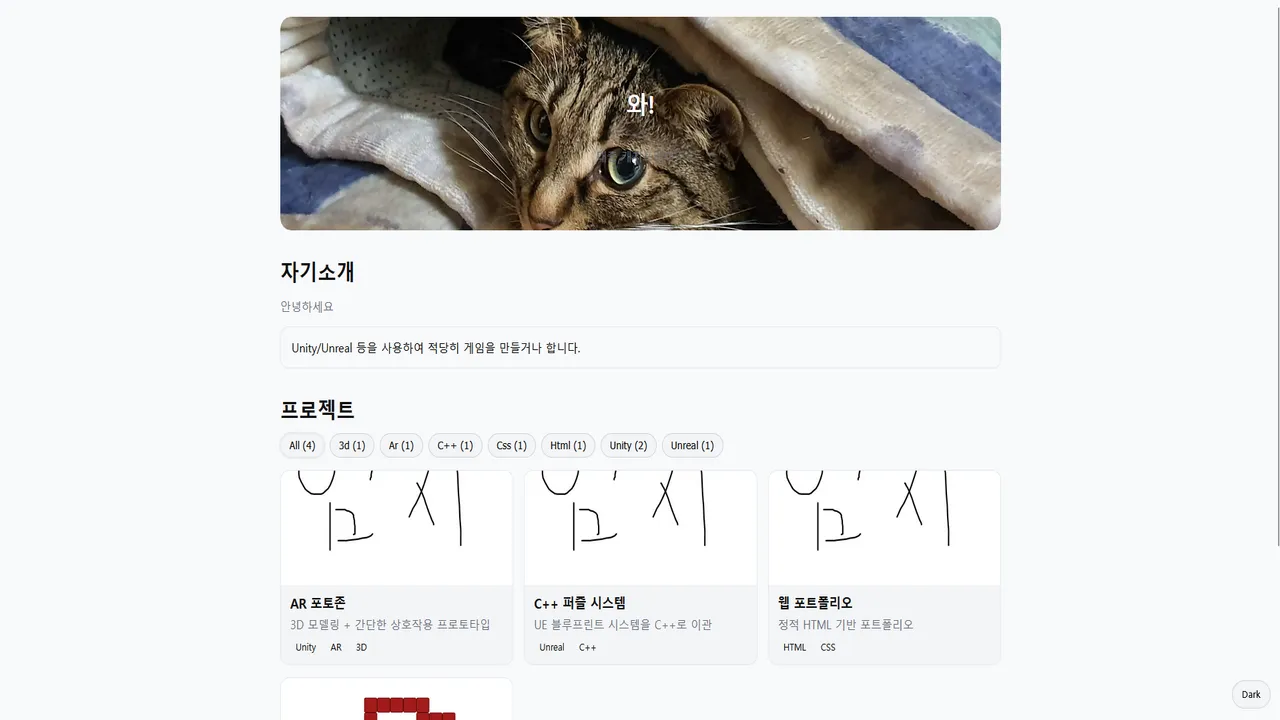 와!
자기소개
안녕하세요
Unity/Unreal 등을 사용하여 적당히 게임을 만들거나 합니다.
프로젝트
All (4) 3d (1) Ar (1) C++ (1) Css (1) Html (1) Unity (2) Unreal (1)
AR 포토존
3D 모델링 + 간단한 상호작용 프로토타입
Unity AR 3D
C++ 퍼즐 시스템
UE 블루프린트 시스템을 C++로 이관
Unreal C++
웹 포트폴리오
정적 HTML 기반 포트폴리오
HTML CSS
Dark